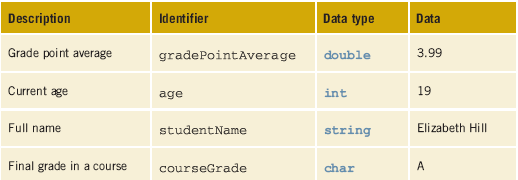 Description Identifier Data type Data
Grade point average gradePointAverage double 3.99
Current age age int 19
Full name studentName string Elizabeth Hill
Final grade in a course courseGrade char A